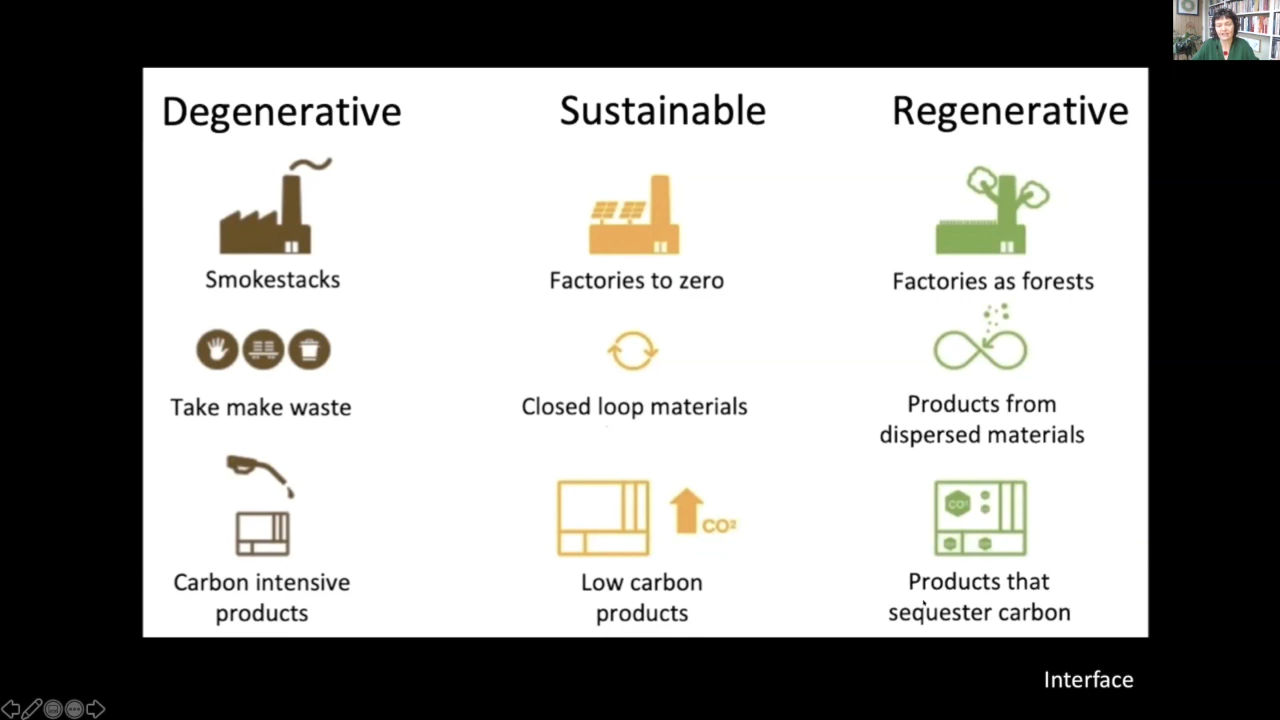 Degenerative
Sustainable
Regenerative
Smokestacks
Factories to zero
Factories as forests
Take make waste
Closed loop materials
Products from
dispersed materials
CO²
CO²
Carbon intensive
products
Low carbon
products
Products that
sequester carbon
Interface